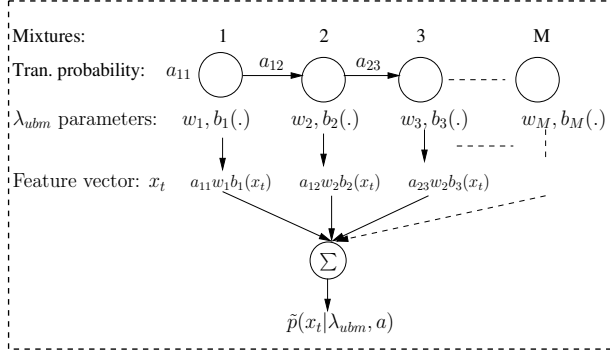 Mixtures: 1 2 3 M
Tran. probability: a_{11} a_{12} a_{23}
λ_{ubm} parameters: w_1, b_1(.) w_2, b_2(.) w_3, b_3(.) w_M, b_M(.)
Feature vector: x_t a_{11}w_1b_1(x_t) a_{12}w_2b_2(x_t) a_{23}w_2b_3(x_t)
∑
p̃(x_t|λ_{ubm}, a)